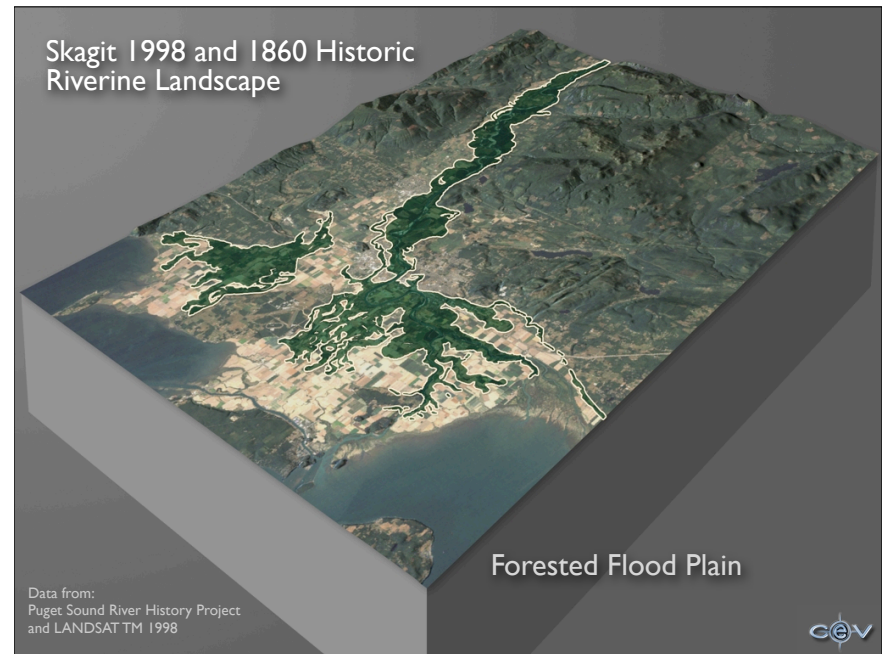 Skagit 1998 and 1860 Historic
Riverine Landscape
Forested Flood Plain
Data from:
Puget Sound River History Project
and LANDSAT TM 1998
cev